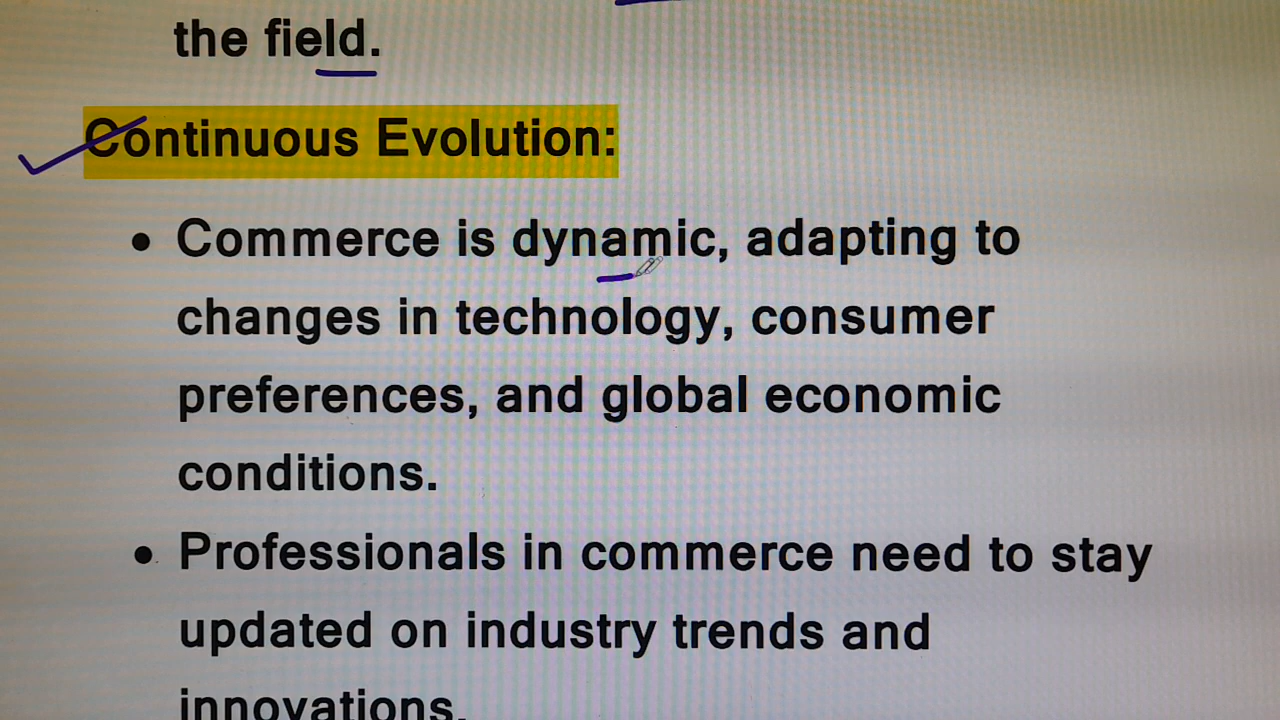 the field.
Continuous Evolution:
• Commerce is dynamic, adapting to
changes in technology, consumer
preferences, and global economic
conditions.
• Professionals in commerce need to stay
updated on industry trends and
innovations.